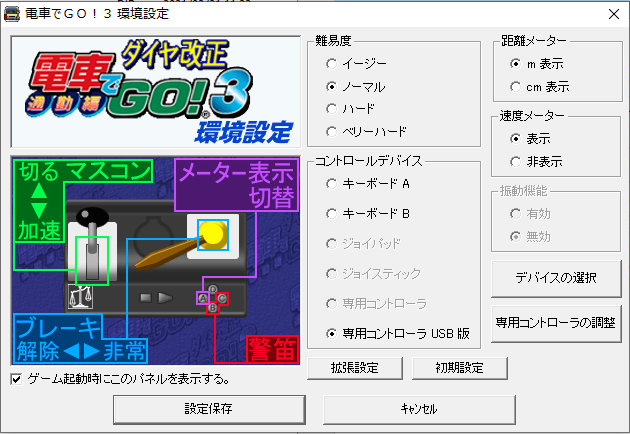 電車でGO!3 環境設定
ダイヤ改正
電車でGO!3
通勤編
環境設定
切る マスコン
加速
メーター表示
切替
A
B
C
B
ブレーキ
解除 ◀▶ 非常
警笛
ゲーム起動時にこのパネルを表示する。
難易度
イージー
ノーマル
ハード
ベリーハード
コントロールデバイス
キーボード A
キーボード B
ジョイパッド
ジョイスティック
専用コントローラ
専用コントローラ USB 版
拡張設定
初期設定
距離メーター
m 表示
cm 表示
速度メーター
表示
非表示
振動機能
有効
無効
デバイスの選択
専用コントローラの調整
設定保存
キャンセル